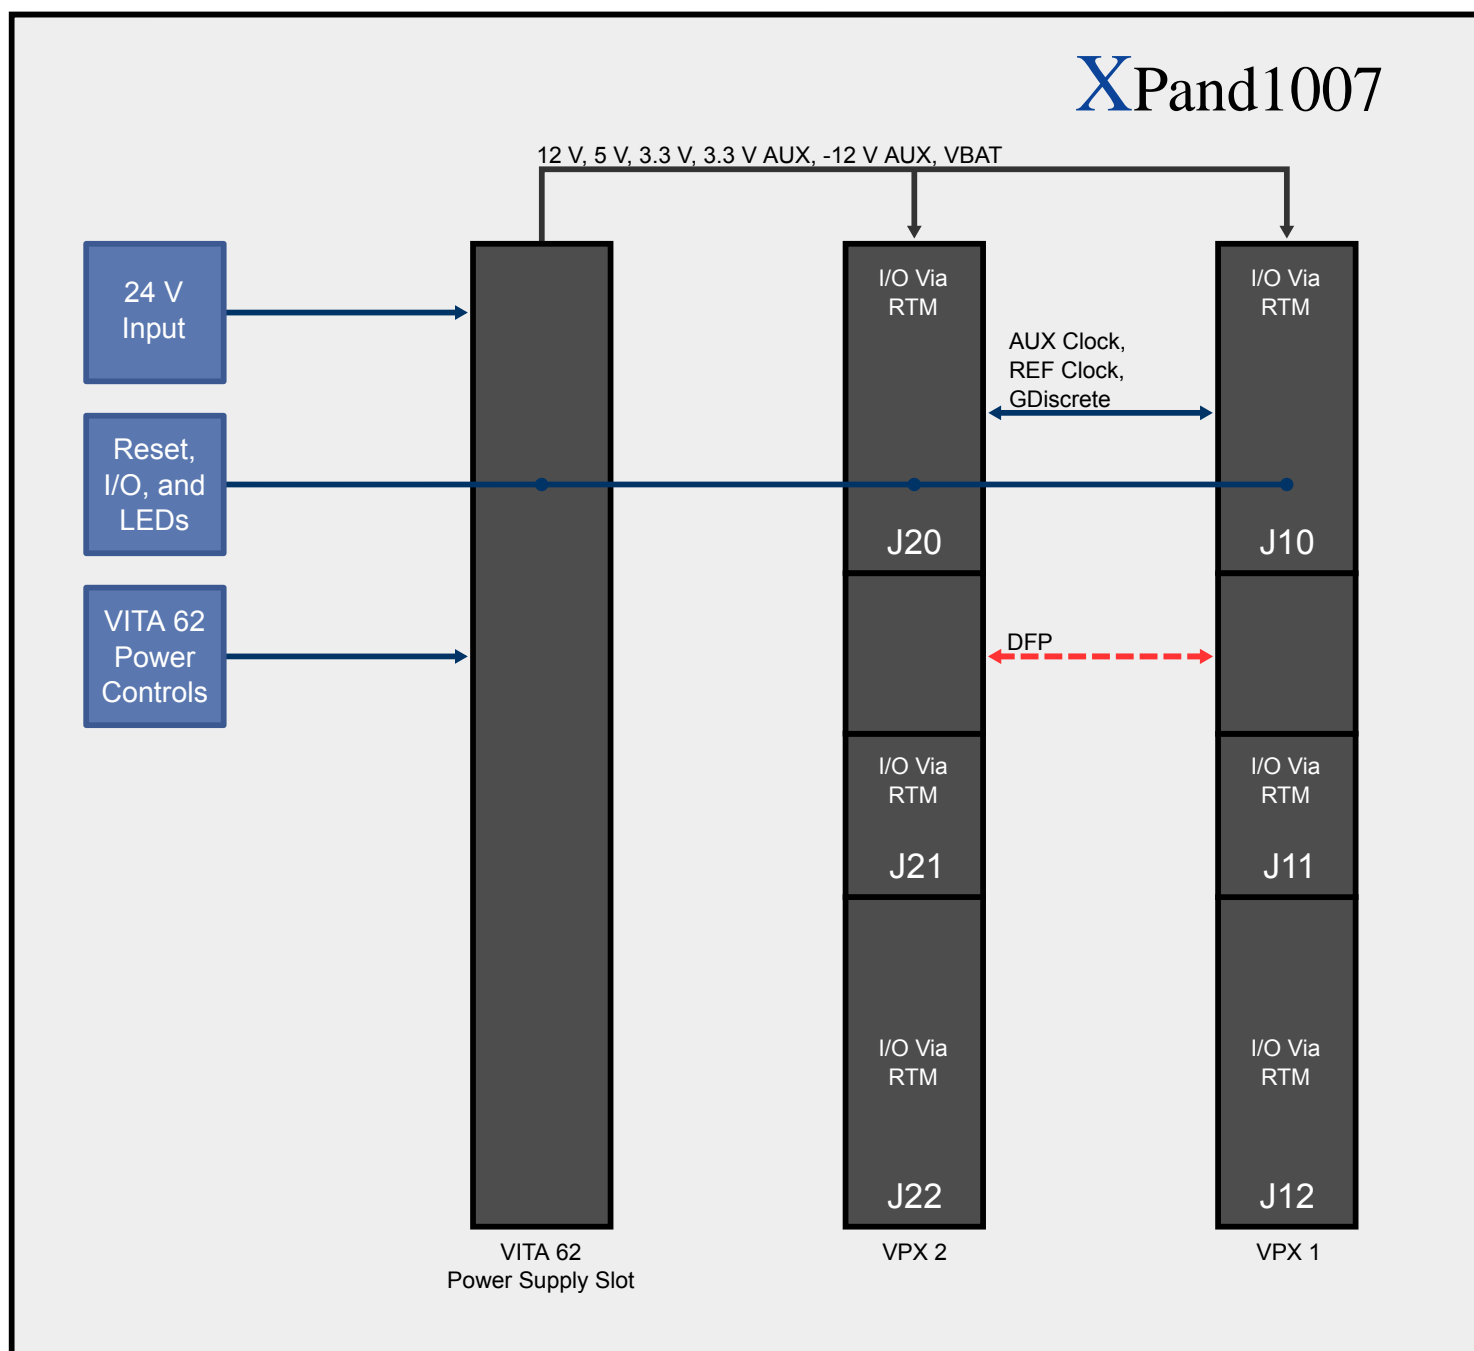 XPand1007
12 V, 5 V, 3.3 V, 3.3 V AUX, -12 V AUX, VBAT
24 V
Input
Reset,
I/O, and
LEDs
VITA 62
Power
Controls
I/O Via
RTM
AUX Clock,
REF Clock,
GDiscrete
I/O Via
RTM
J20
J10
DFP
I/O Via
RTM
J21
I/O Via
RTM
J11
I/O Via
RTM
J22
I/O Via
RTM
J12
VITA 62
Power Supply Slot
VPX 2
VPX 1